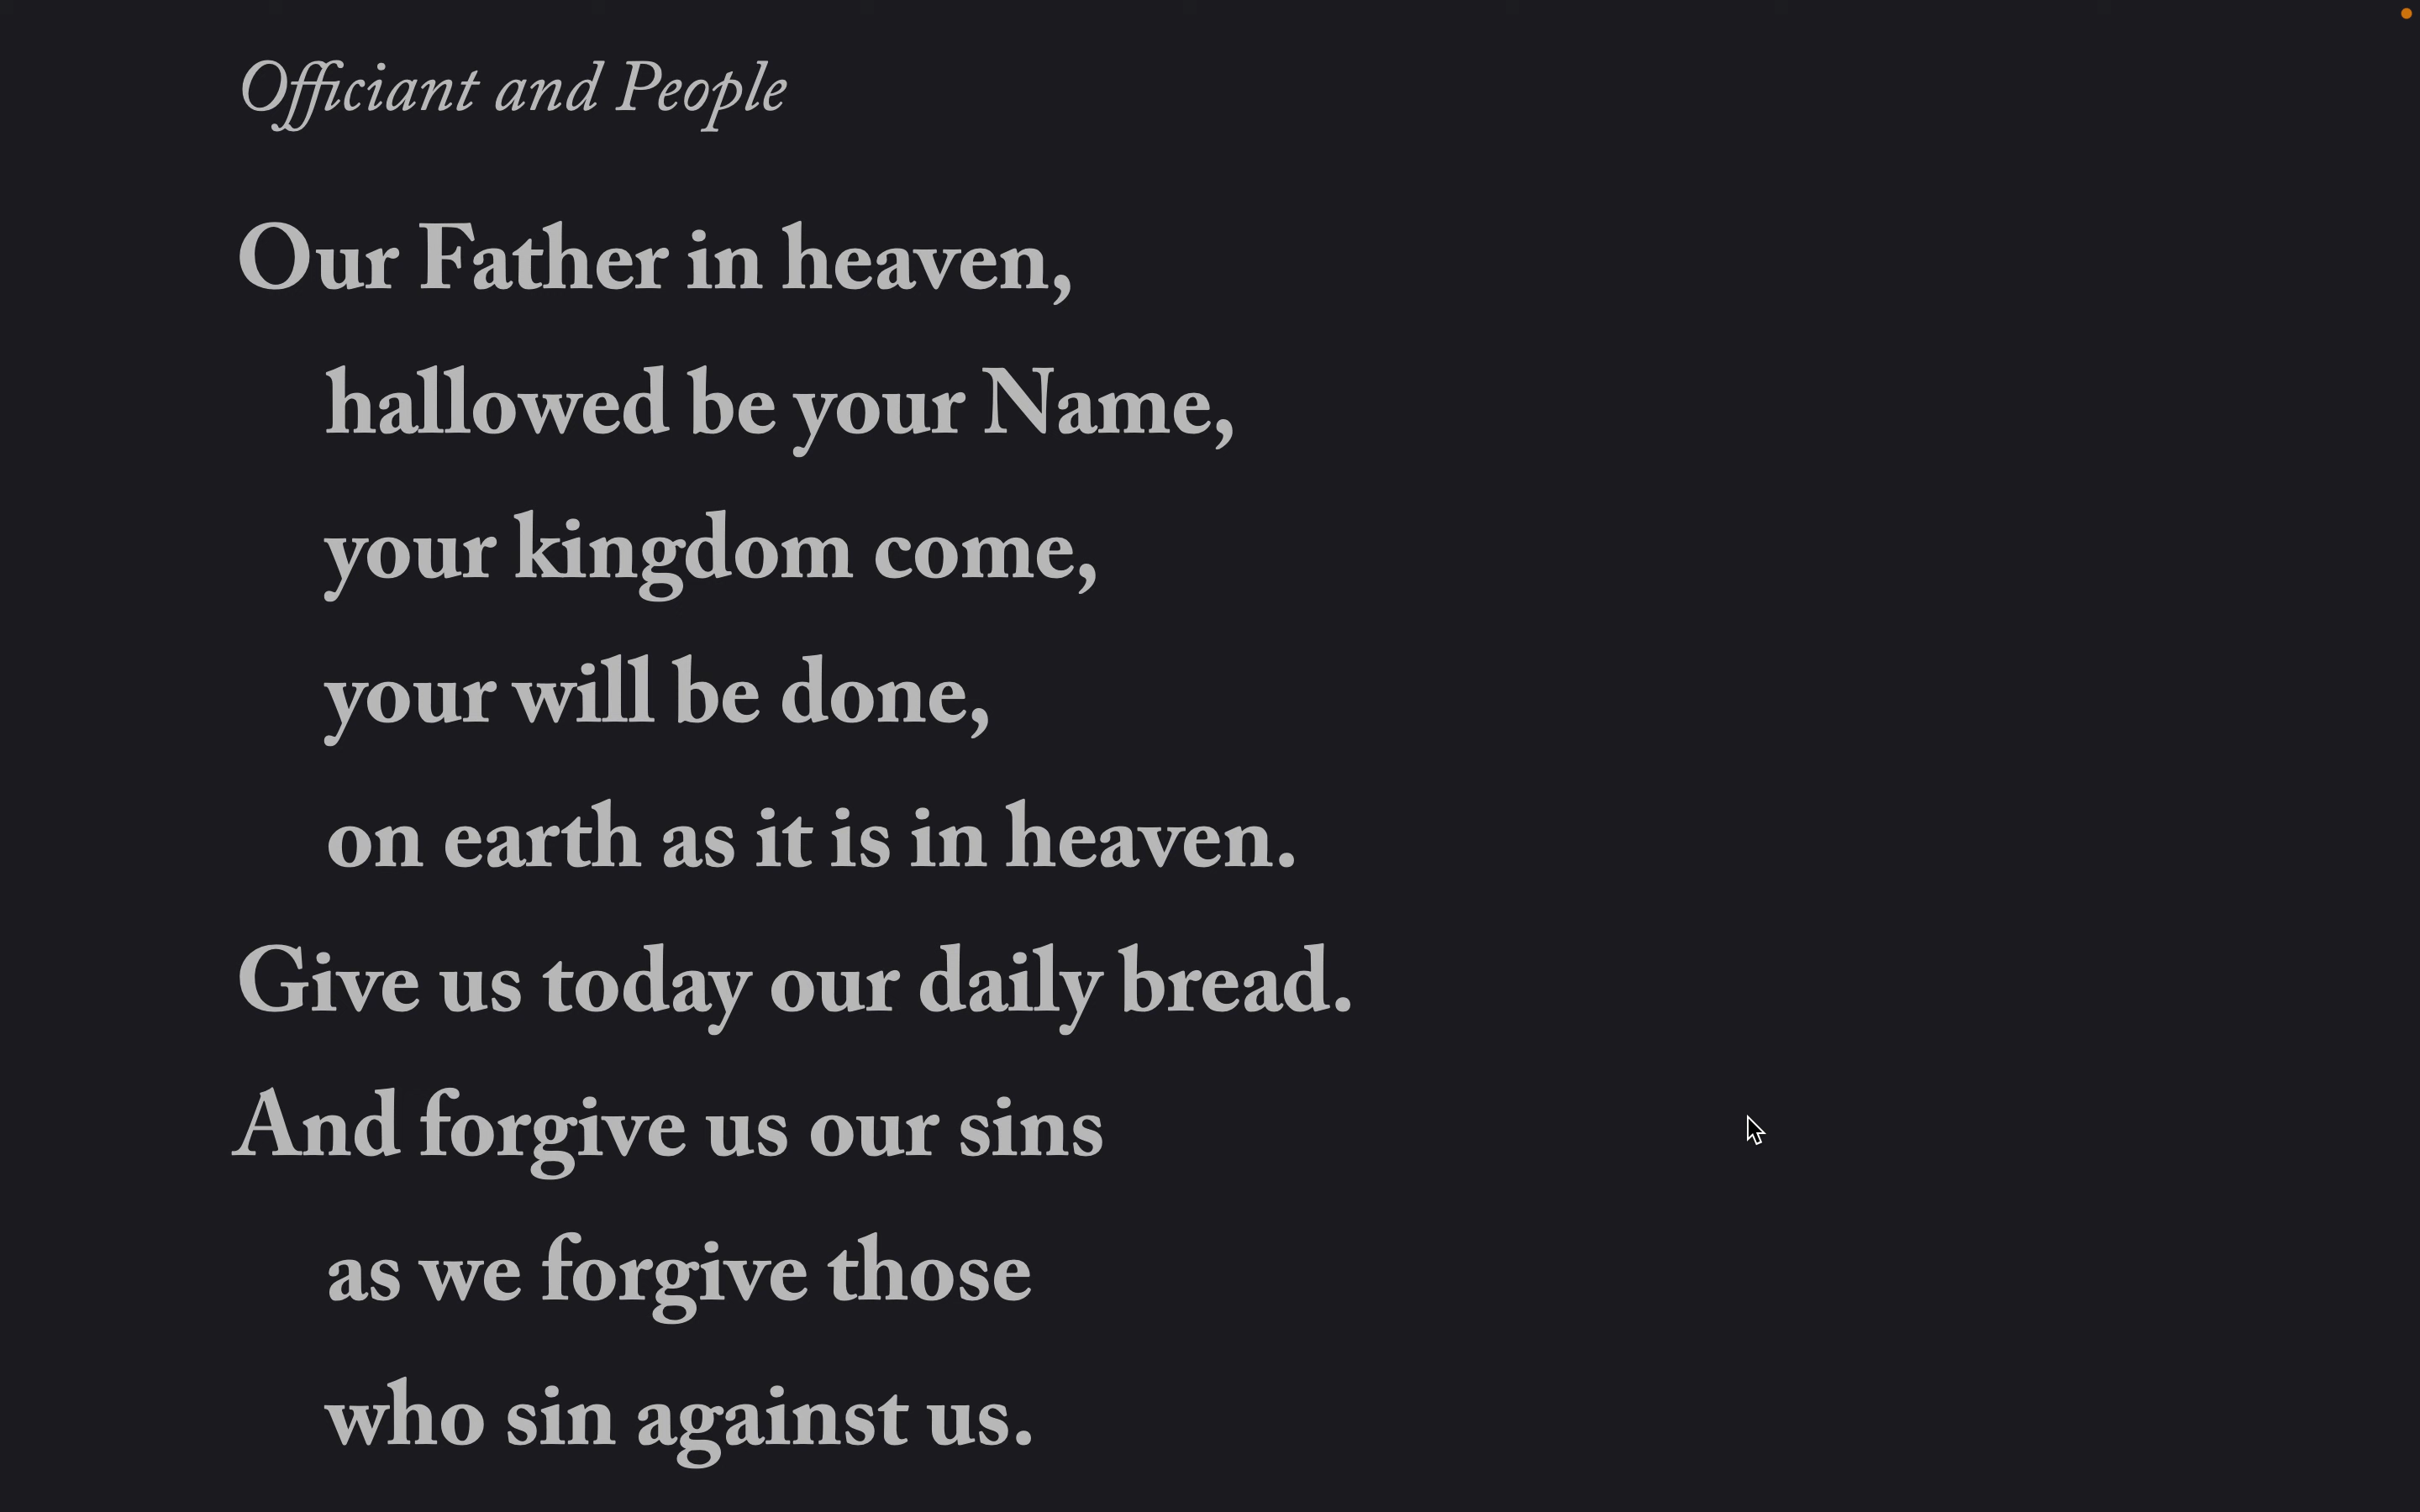 Officiant and People
Our Father in heaven,
hallowed be your Name,
your kingdom come,
your will be done,
on earth as it is in heaven.
Give us today our daily bread.
And forgive us our sins
as we forgive those
who sin against us.